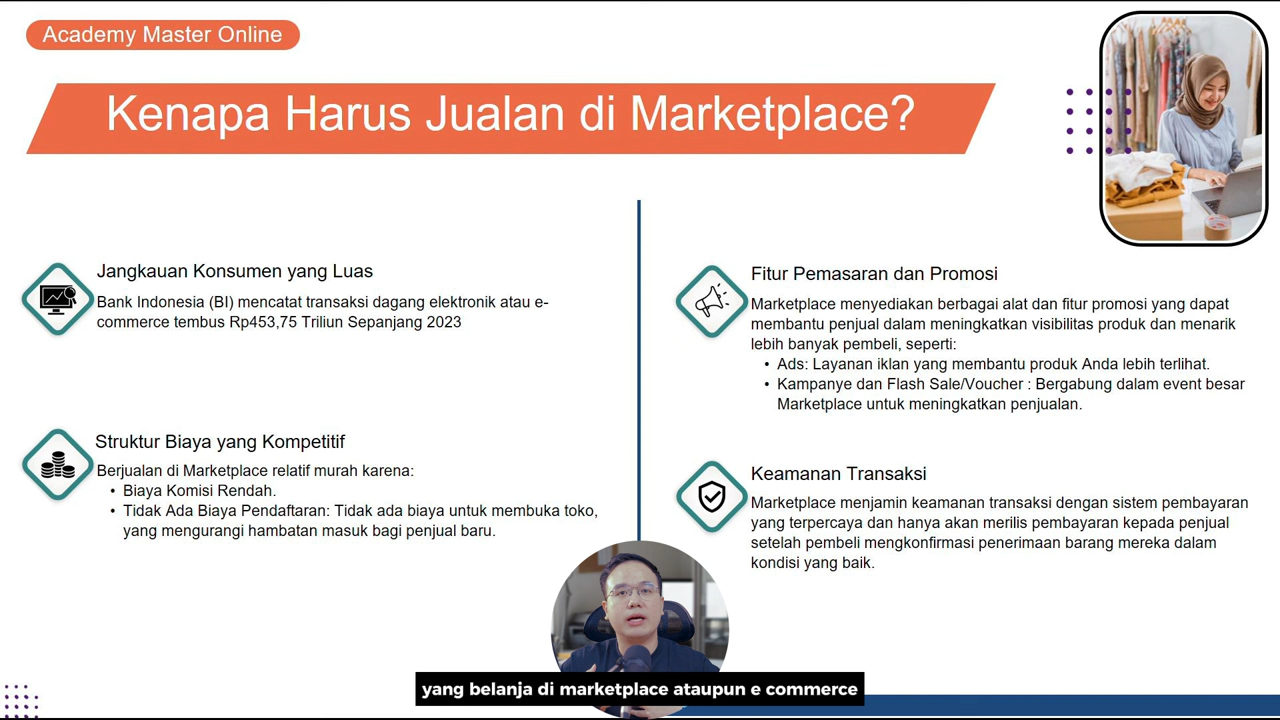 Academy Master Online
Kenapa Harus Jualan di Marketplace?
Jangkauan Konsumen yang Luas
Bank Indonesia (BI) mencatat transaksi dagang elektronik atau e-
commerce tembus Rp453,75 Triliun Sepanjang 2023
Struktur Biaya yang Kompetitif
Berjualan di Marketplace relatif murah karena:
• Biaya Komisi Rendah.
• Tidak Ada Biaya Pendaftaran: Tidak ada biaya untuk membuka toko,
yang mengurangi hambatan masuk bagi penjual baru.
Fitur Pemasaran dan Promosi
Marketplace menyediakan berbagai alat dan fitur promosi yang dapat
membantu penjual dalam meningkatkan visibilitas produk dan menarik
lebih banyak pembeli, seperti:
• Ads: Layanan iklan yang membantu produk Anda lebih terlihat.
• Kampanye dan Flash Sale/Voucher : Bergabung dalam event besar
Marketplace untuk meningkatkan penjualan.
Keamanan Transaksi
Marketplace menjamin keamanan transaksi dengan sistem pembayaran
yang terpercaya dan hanya akan merilis pembayaran kepada penjual
setelah pembeli mengkonfirmasi penerimaan barang mereka dalam
kondisi yang baik.
yang belanja di marketplace ataupun e commerce